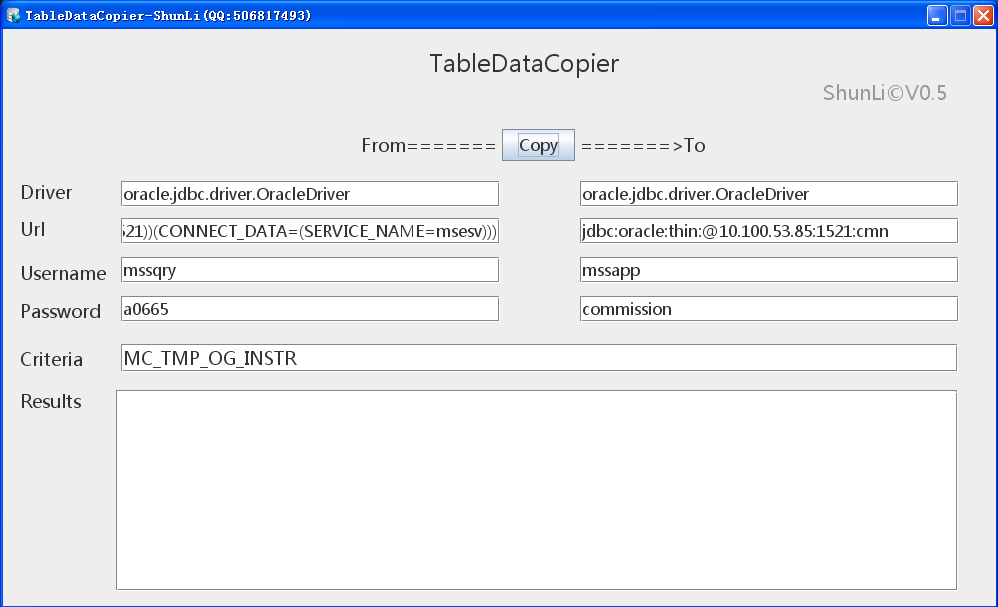 TableDataCopier-ShunLi(QQ:506817493)
TableDataCopier
ShunLi©V0.5
From======= Copy =======>To
Driver oracle.jdbc.driver.OracleDriver oracle.jdbc.driver.OracleDriver
Url 521))(CONNECT_DATA=(SERVICE_NAME=msesv))) jdbc:oracle:thin:@10.100.53.85:1521:cmn
Username mssqry mssapp
Password a0665 commission
Criteria MC_TMP_OG_INSTR
Results